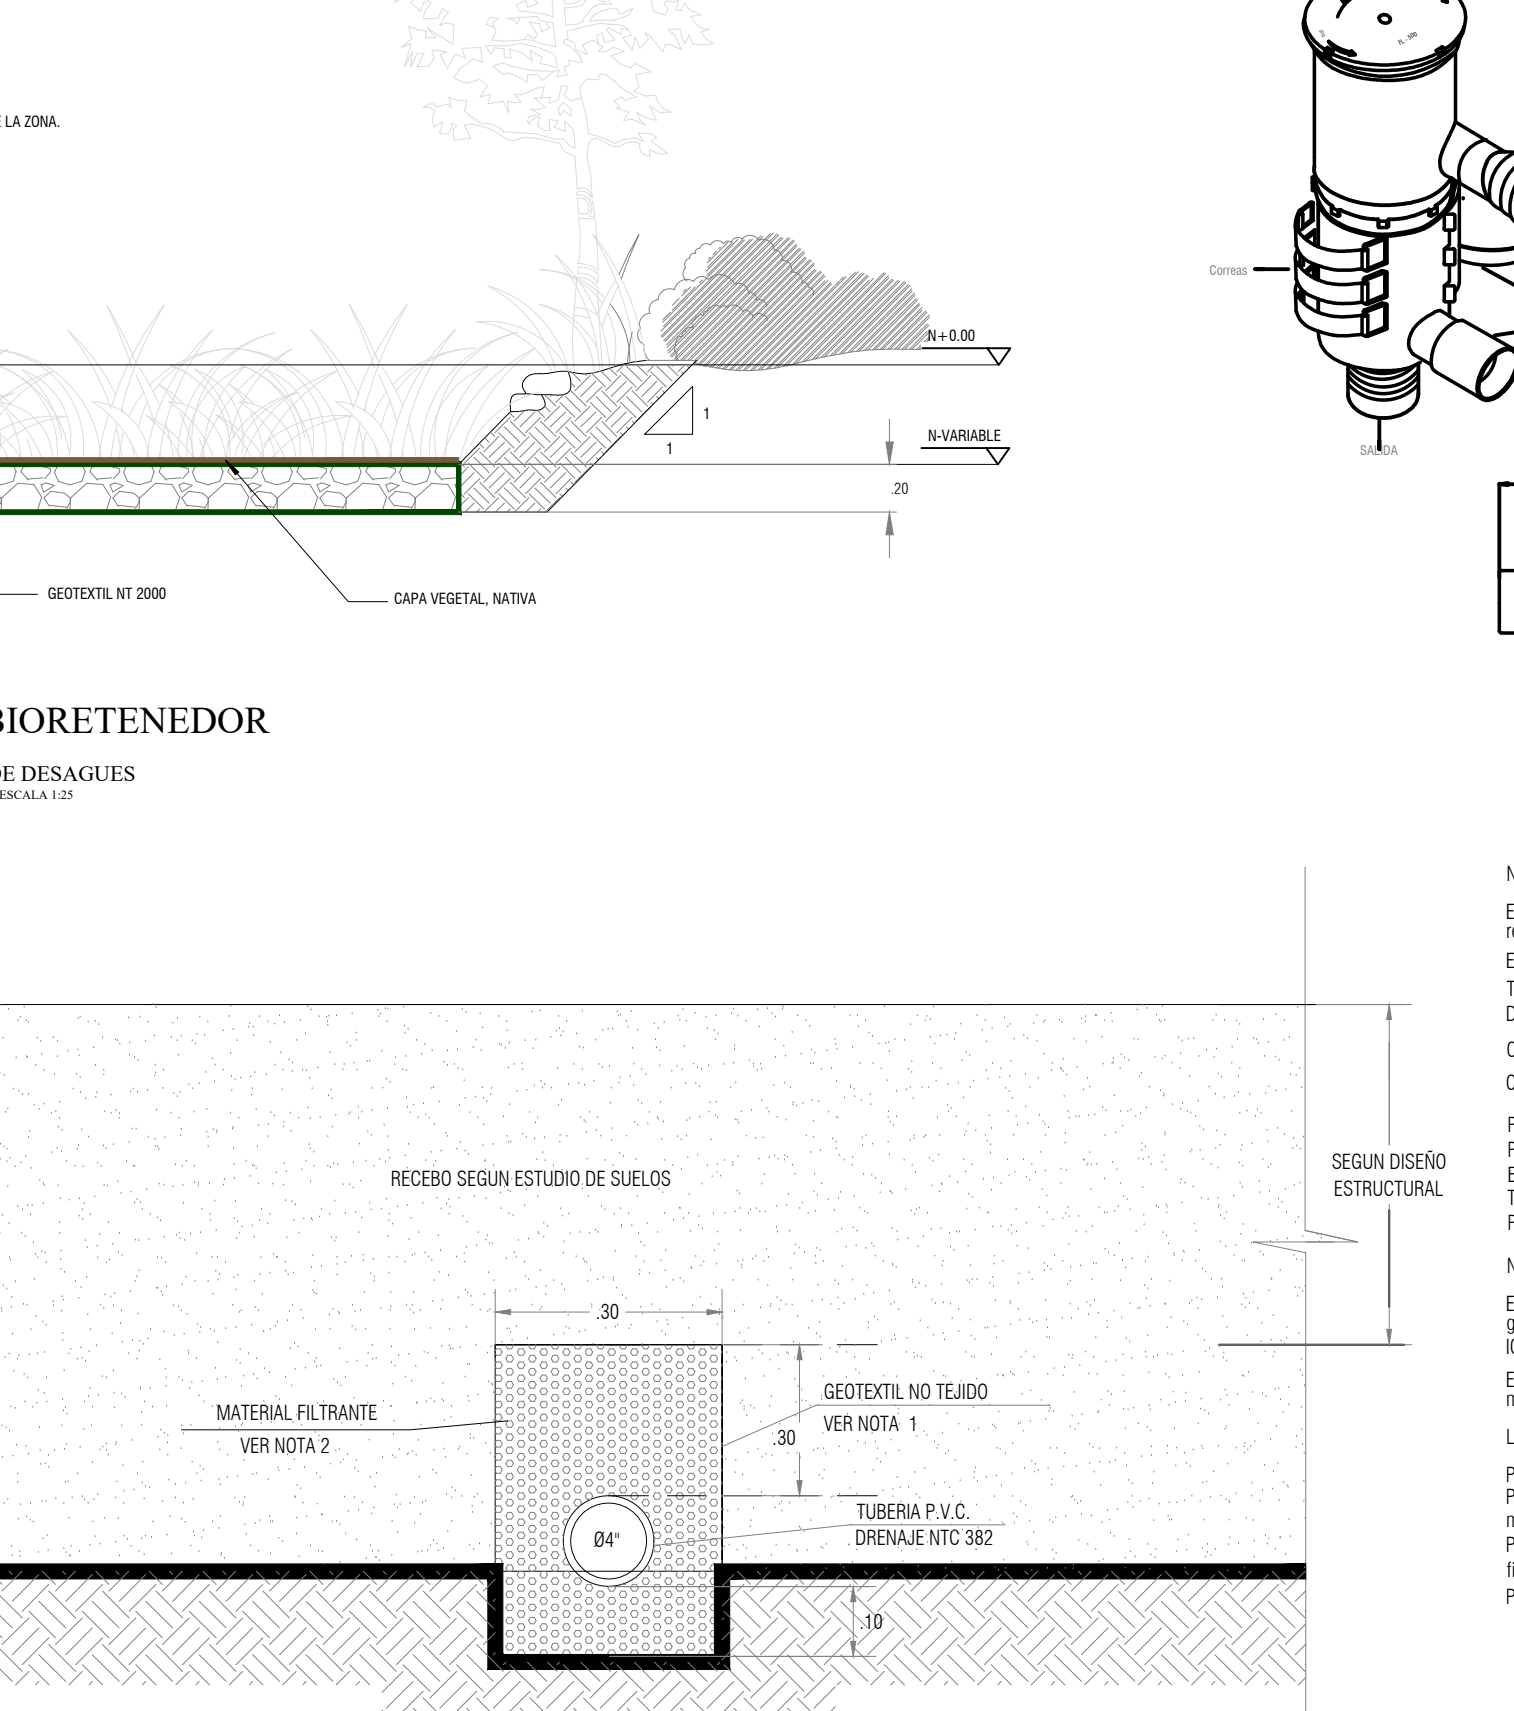 LA ZONA.
FL-500
Correas
N+0.00
1
1
N-VARIABLE
SALIDA
.20
GEOTEXTIL NT 2000
CAPA VEGETAL, NATIVA
BIORETENEDOR
DE DESAGUES
ESCALA 1:25
SEGUN DISEÑO
ESTRUCTURAL
RECEBO SEGUN ESTUDIO DE SUELOS
.30
GEOTEXTIL NO TEJIDO
VER NOTA 1
MATERIAL FILTRANTE
VER NOTA 2
.30
TUBERIA P.V.C.
DRENAJE NTC 382
Ø4"
.10